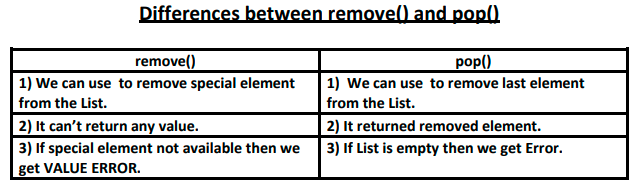 Differences between remove() and pop()
remove()
pop()
1) We can use to remove special element
from the List.
1) We can use to remove last element
from the List.
2) It can’t return any value.
2) It returned removed element.
3) If special element not available then we
get VALUE ERROR.
3) If List is empty then we get Error.